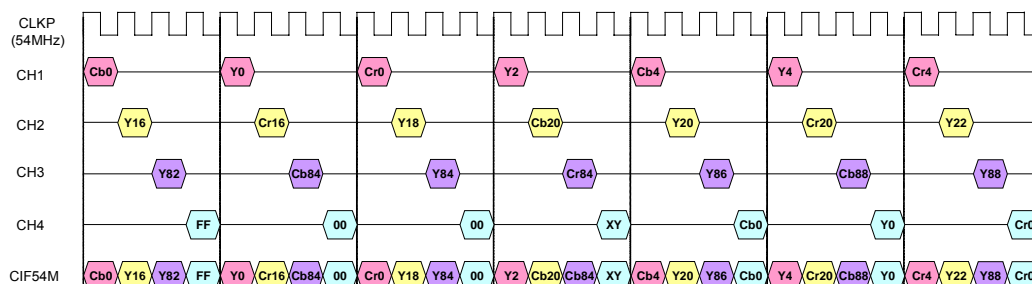 CLKP
(54MHz)
CH1 Cb0 Y0 Cr0 Y2 Cb4 Y4 Cr4
CH2 Y16 Cr16 Y18 Cb20 Y20 Cr20 Y22
CH3 Y82 Cb84 Y84 Cr84 Y86 Cb88 Y88
CH4 FF 00 00 XY Cb0 Y0 Cr0
CIF54M Cb0 Y16 Y82 FF Y0 Cr16 Cb84 00 Cr0 Y18 Y84 00 Y2 Cb20 Cb84 XY Cb4 Y20 Y86 Cb0 Y4 Cr20 Cb88 Y0 Cr4 Y22 Y88 Cr0